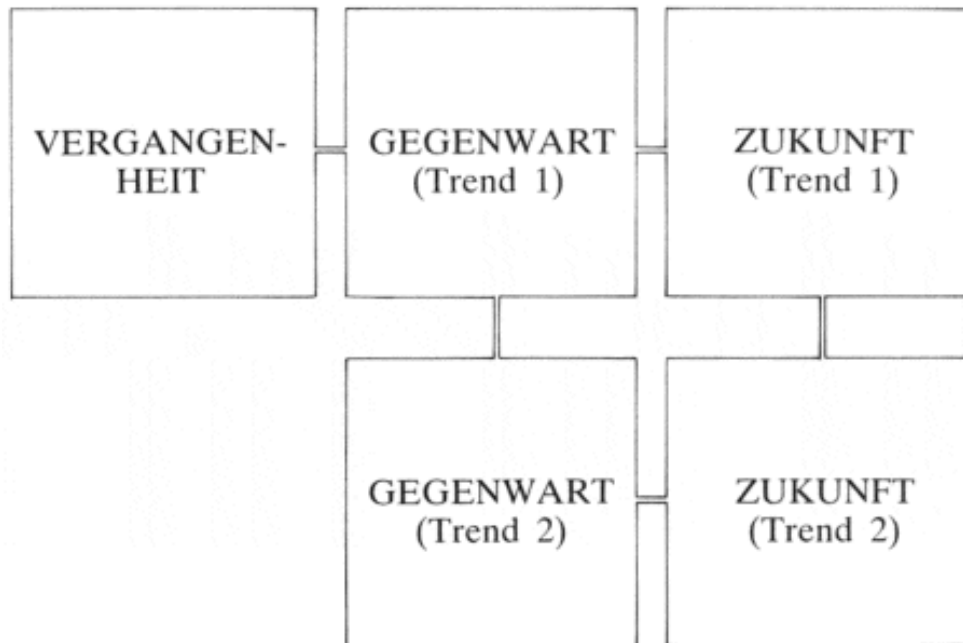 VERGANGEN-
HEIT
GEGENWART
(Trend 1)
ZUKUNFT
(Trend 1)
GEGENWART
(Trend 2)
ZUKUNFT
(Trend 2)